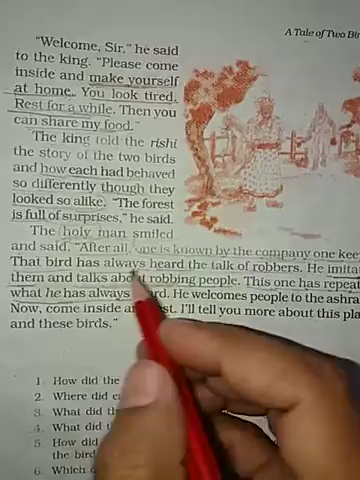 A Tale of Two Bir
"Welcome, Sir," he said
to the king. "Please come
inside and make yourself
at home. You look tired.
Rest for a while. Then you
can share my food."
The king told the rishi
the story of the two birds
and how each had behaved
so differently though they
looked so alike. "The forest
is full of surprises," he said.
The holy man smiled
and said, "After all, one is known by the company one kee
That bird has always heard the talk of robbers. He imita
them and talks about robbing people. This one has repeat
what he has always rd. He welcomes people to the ashra
Now, come inside a est. I'll tell you more about this pla
and these birds."
1. How did the
2. Where did e
3. What did th
4. What did t
5. How did
the bird
6. Which